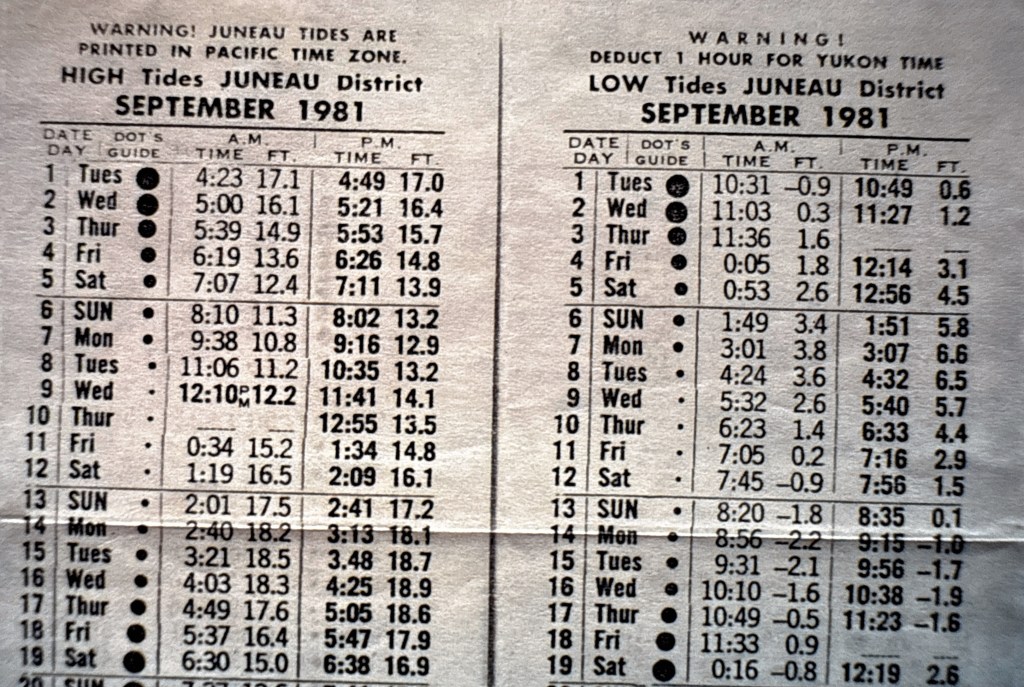 WARNING! JUNEAU TIDES ARE
PRINTED IN PACIFIC TIME ZONE.
HIGH Tides JUNEAU District
SEPTEMBER 1981
DATE DOT'S A.M. P.M.
DAY GUIDE TIME FT. TIME FT.
1 Tues 4:23 17.1 4:49 17.0
2 Wed 5:00 16.1 5:21 16.4
3 Thur 5:39 14.9 5:53 15.7
4 Fri 6:19 13.6 6:26 14.8
5 Sat 7:07 12.4 7:11 13.9
6 SUN 8:10 11.3 8:02 13.2
7 Mon 9:38 10.8 9:16 12.9
8 Tues 11:06 11.2 10:35 13.2
9 Wed 12:10PM 12.2 11:41 14.1
10 Thur 12:55 13.5
11 Fri 0:34 15.2 1:34 14.8
12 Sat 1:19 16.5 2:09 16.1
13 SUN 2:01 17.5 2:41 17.2
14 Mon 2:40 18.2 3:13 18.1
15 Tues 3:21 18.5 3.48 18.7
16 Wed 4:03 18.3 4:25 18.9
17 Thur 4:49 17.6 5:05 18.6
18 Fri 5:37 16.4 5:47 17.9
19 Sat 6:30 15.0 6:38 16.9
20 SUN
WARNING!
DEDUCT 1 HOUR FOR YUKON TIME
LOW Tides JUNEAU District
SEPTEMBER 1981
DATE DOT'S A.M. P.M.
DAY GUIDE TIME FT. TIME FT.
1 Tues 10:31 –0.9 10:49 0.6
2 Wed 11:03 0.3 11:27 1.2
3 Thur 11:36 1.6
4 Fri 0:05 1.8 12:14 3.1
5 Sat 0:53 2.6 12:56 4.5
6 SUN 1:49 3.4 1:51 5.8
7 Mon 3:01 3.8 3:07 6.6
8 Tues 4:24 3.6 4:32 6.5
9 Wed 5:32 2.6 5:40 5.7
10 Thur 6:23 1.4 6:33 4.4
11 Fri 7:05 0.2 7:16 2.9
12 Sat 7:45 –0.9 7:56 1.5
13 SUN 8:20 –1.8 8:35 0.1
14 Mon 8:56 –2.2 9:15 –1.0
15 Tues 9:31 –2.1 9:56 –1.7
16 Wed 10:10 –1.6 10:38 –1.9
17 Thur 10:49 –0.5 11:23 –1.6
18 Fri 11:33 0.9
19 Sat 0:16 –0.8 12:19 2.6